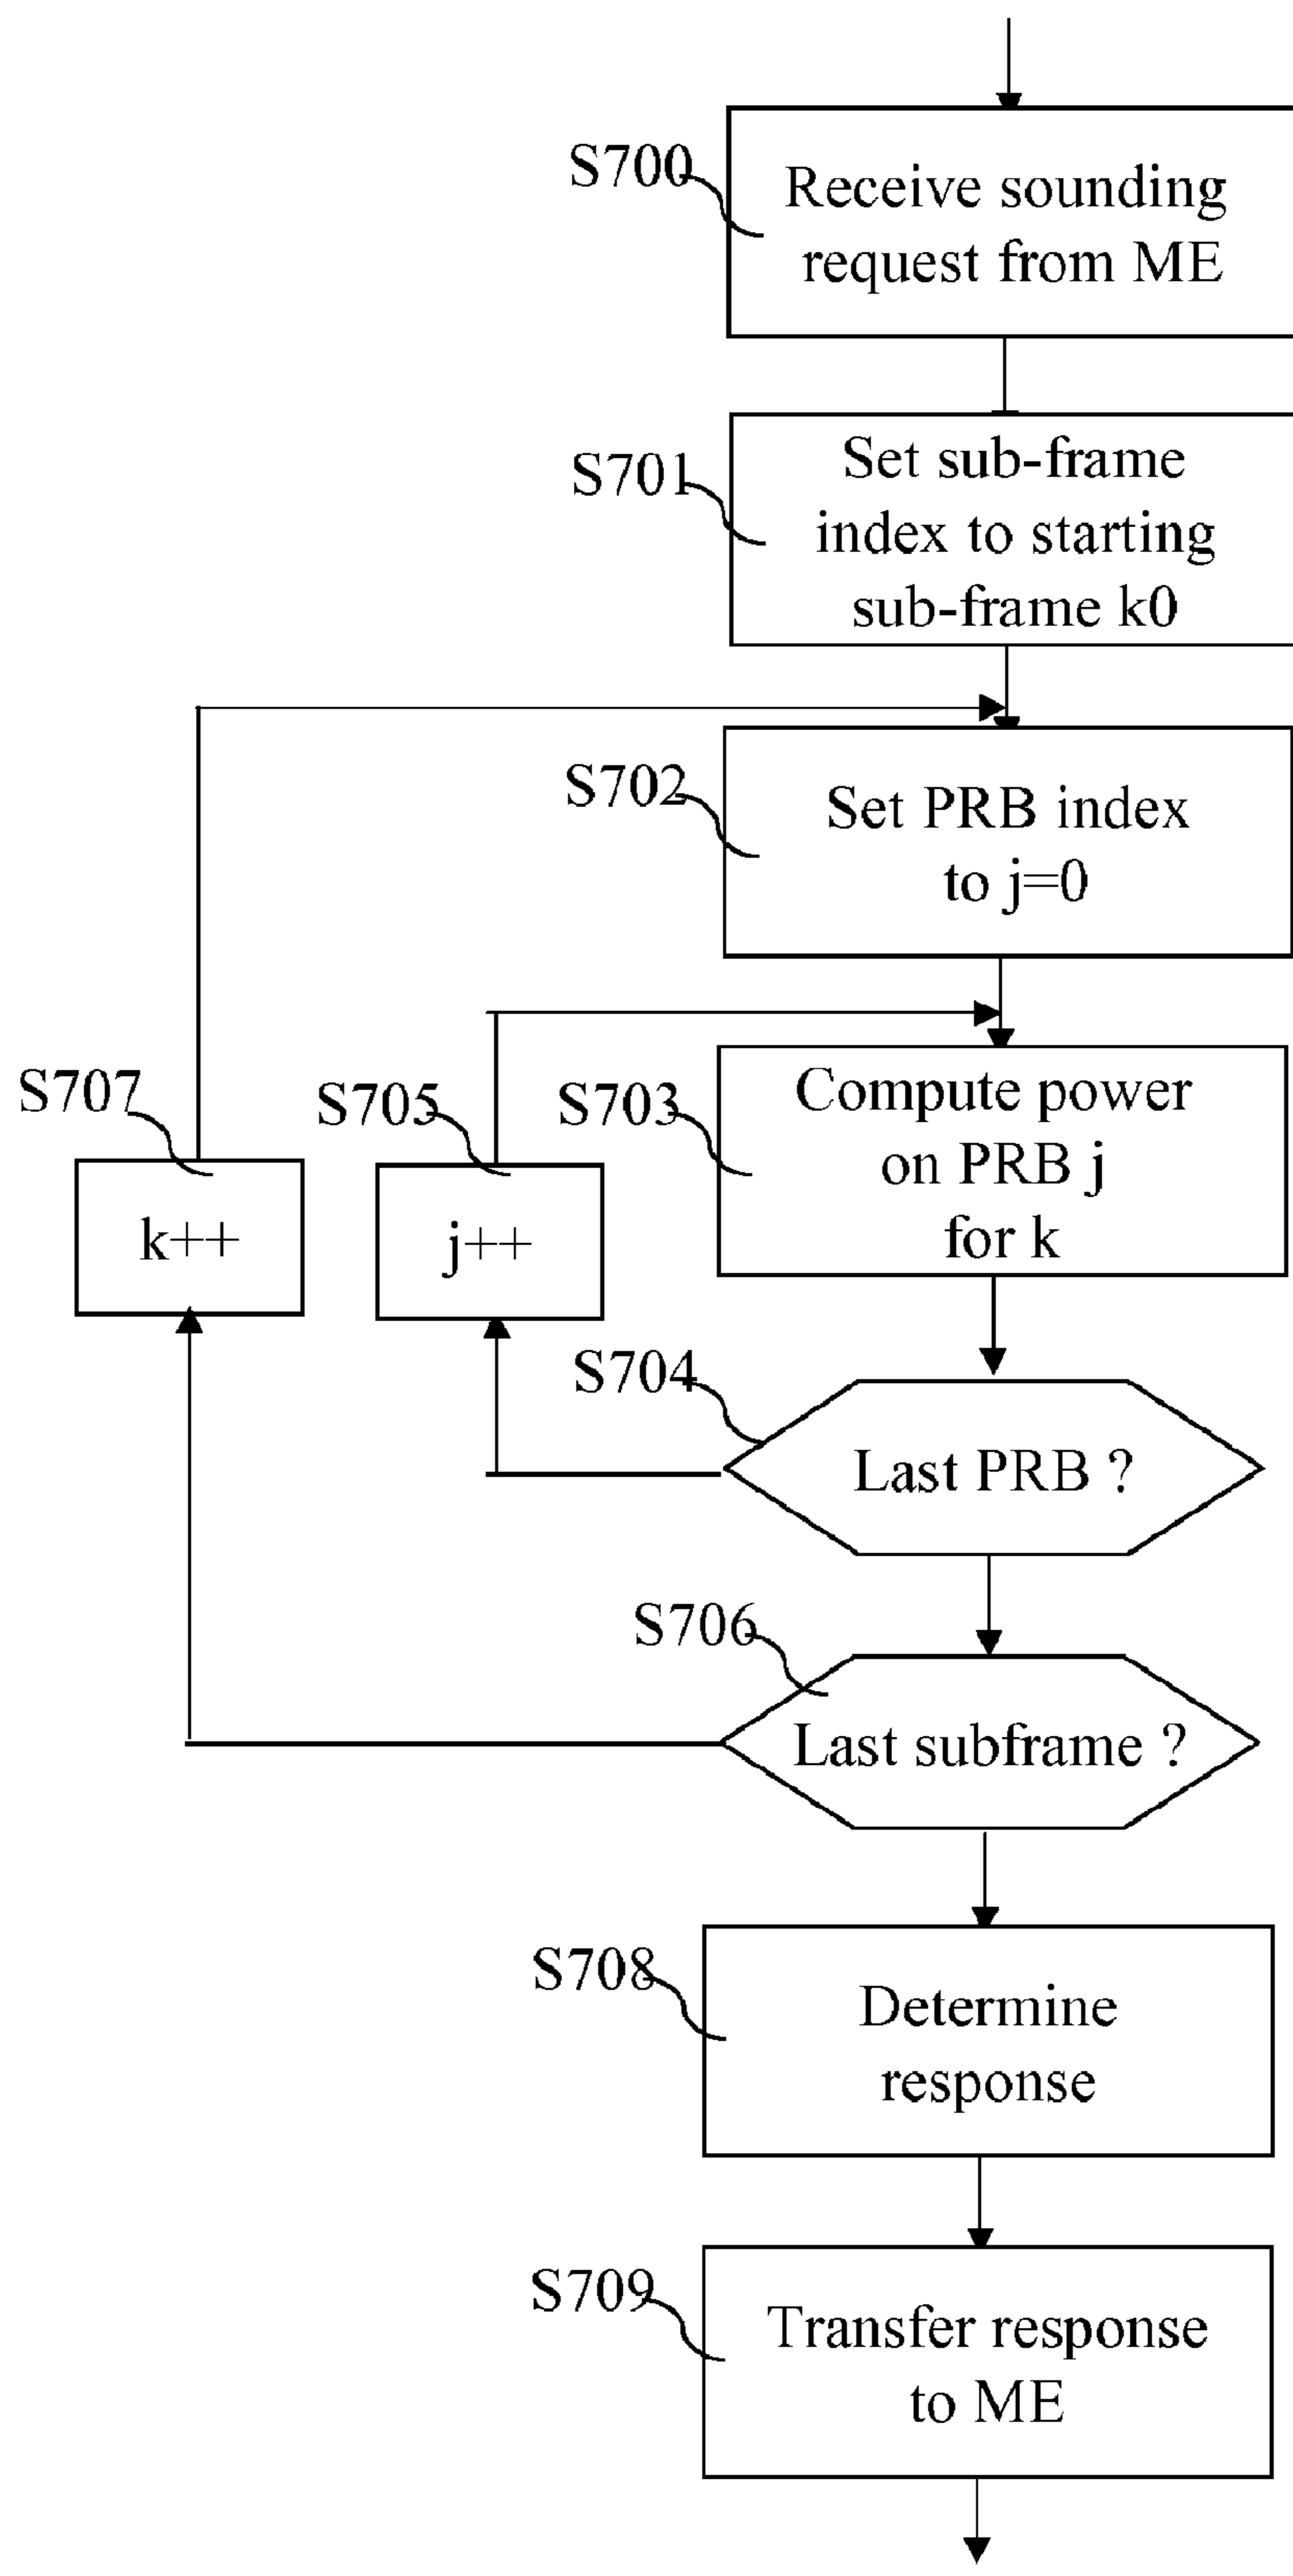 S700
Receive sounding
request from ME
S701
Set sub-frame
index to starting
sub-frame k0
S702
Set PRB index
to j=0
S707
S705
S703
Compute power
on PRB j
for k
k++
j++
S704
Last PRB ?
S706
Last subframe ?
S708
Determine
response
S709
Transfer response
to ME